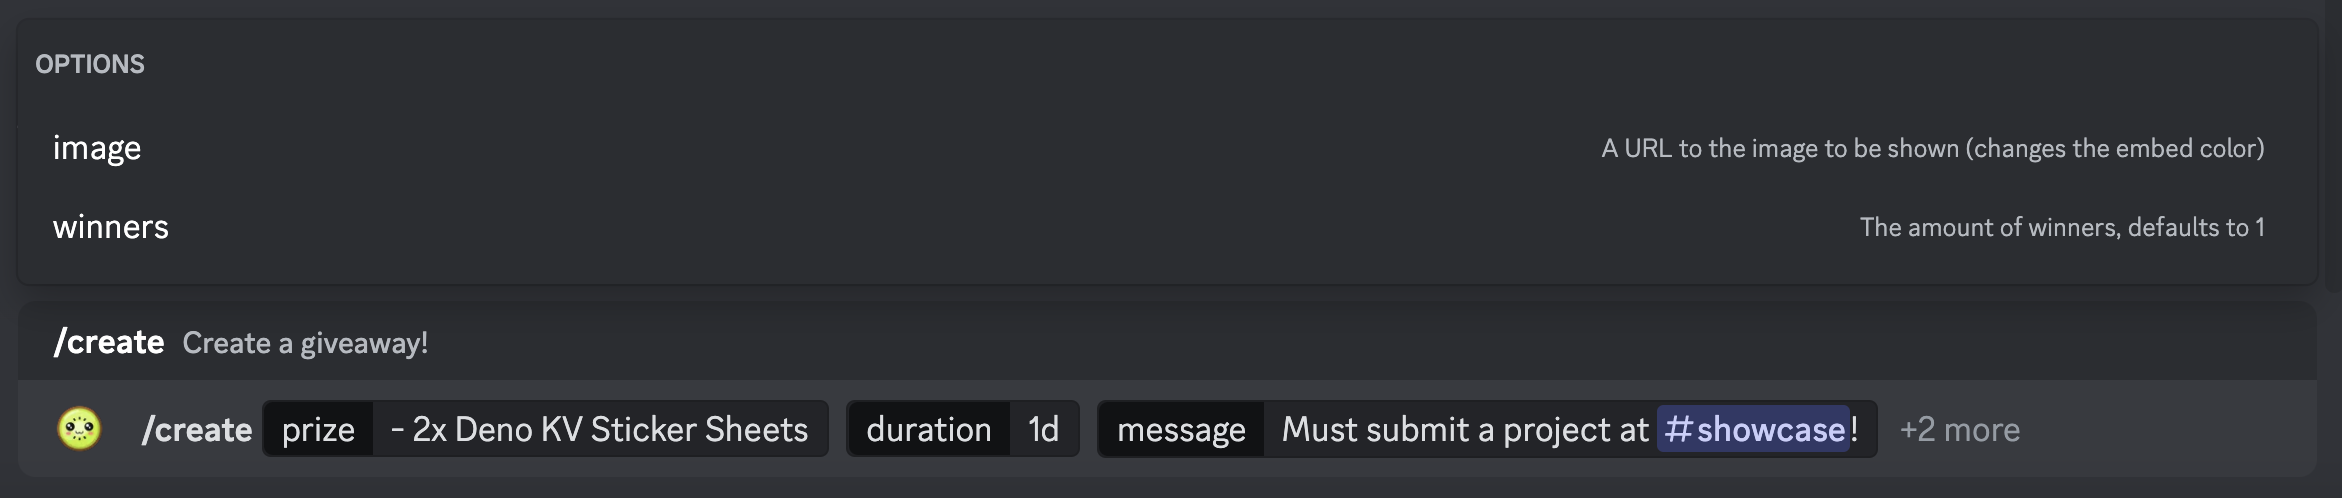 OPTIONS
image A URL to the image to be shown (changes the embed color)
winners The amount of winners, defaults to 1
/create Create a giveaway!
/create prize - 2x Deno KV Sticker Sheets duration 1d message Must submit a project at #showcase! +2 more